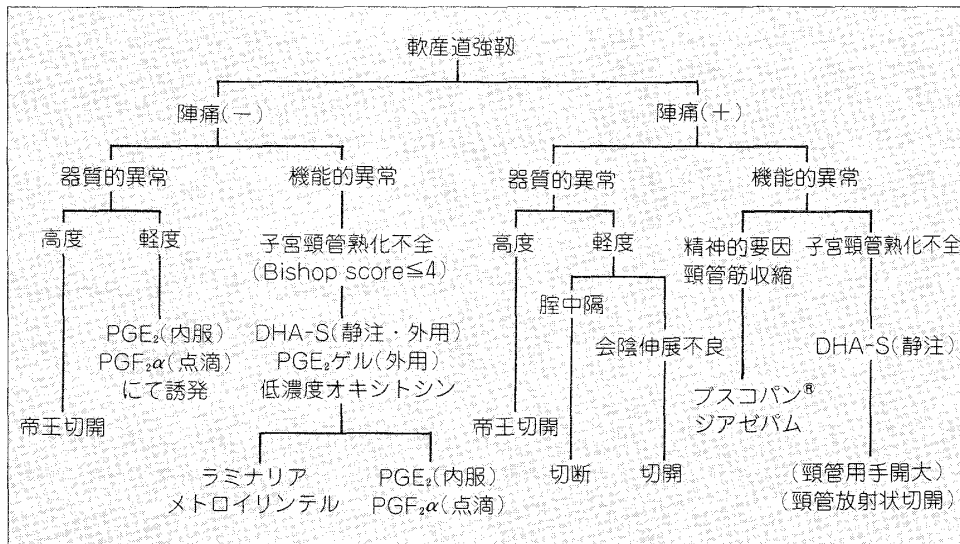 軟産道強靱
陣痛(−)
陣痛(+)
器質的異常
機能的異常
器質的異常
機能的異常
高度
軽度
子宮頸管熟化不全
(Bishop score≦4)
高度
軽度
精神的要因
頸管筋収縮
子宮頸管熟化不全
腟中隔
PGE₂(内服)
PGF₂α(点滴)
にて誘発
DHA-S(静注・外用)
PGE₂ゲル(外用)
低濃度オキシトシン
会陰伸展不良
DHA-S(静注)
ブスコパン®
ジアゼパム
帝王切開
帝王切開
ラミナリア
メトロイリンテル
PGE₂(内服)
PGF₂α(点滴)
切断
切開
(頸管用手開大)
(頸管放射状切開)